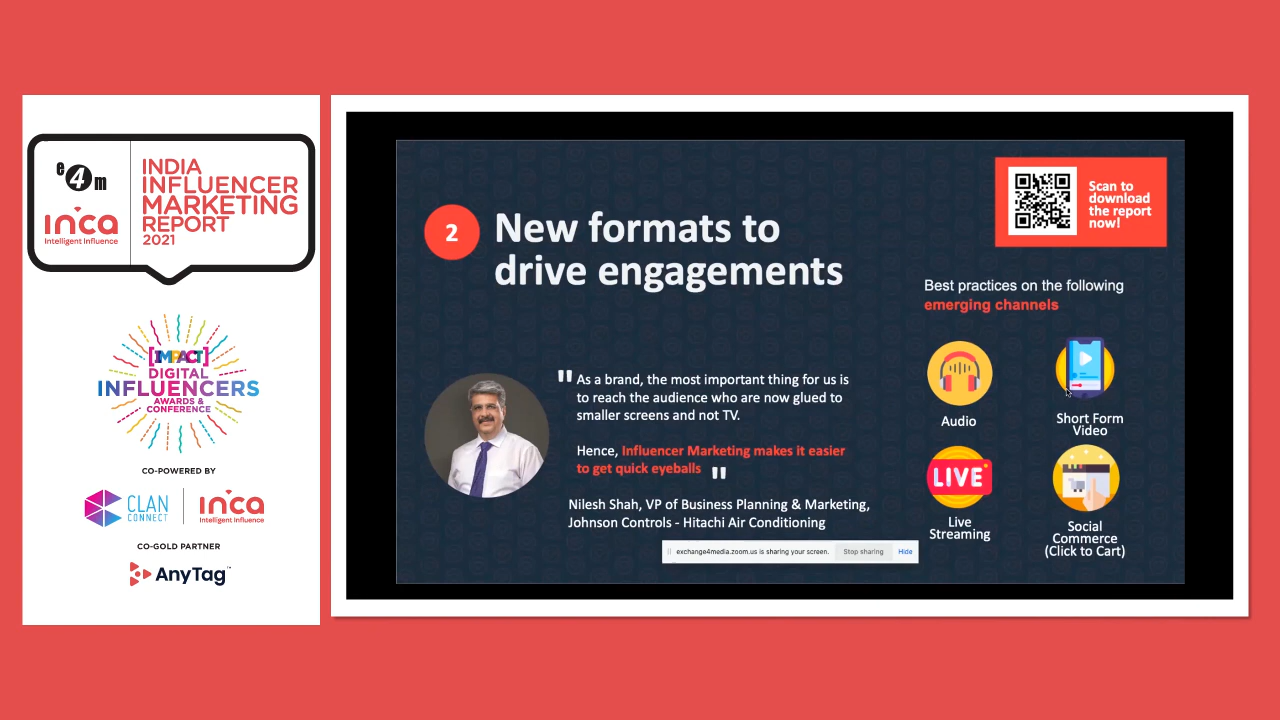 e4m
inca
Intelligent Influence
INDIA
INFLUENCER
MARKETING
REPORT
2021
[IMPACT]
DIGITAL
INFLUENCERS
AWARDS &
CONFERENCE
CO-POWERED BY
CLAN
CONNECT
inca
Intelligent Influence
CO-GOLD PARTNER
AnyTag™
2
New formats to
drive engagements
Scan to
download
the report
now!
Best practices on the following
emerging channels
"As a brand, the most important thing for us is
to reach the audience who are now glued to
smaller screens and not TV.
Hence, Influencer Marketing makes it easier
to get quick eyeballs "
Nilesh Shah, VP of Business Planning & Marketing,
Johnson Controls - Hitachi Air Conditioning
Audio
Short Form
Video
LIVE
Live
Streaming
Social
Commerce
(Click to Cart)
exchange4media.zoom.us is sharing your screen.
Stop sharing
Hide